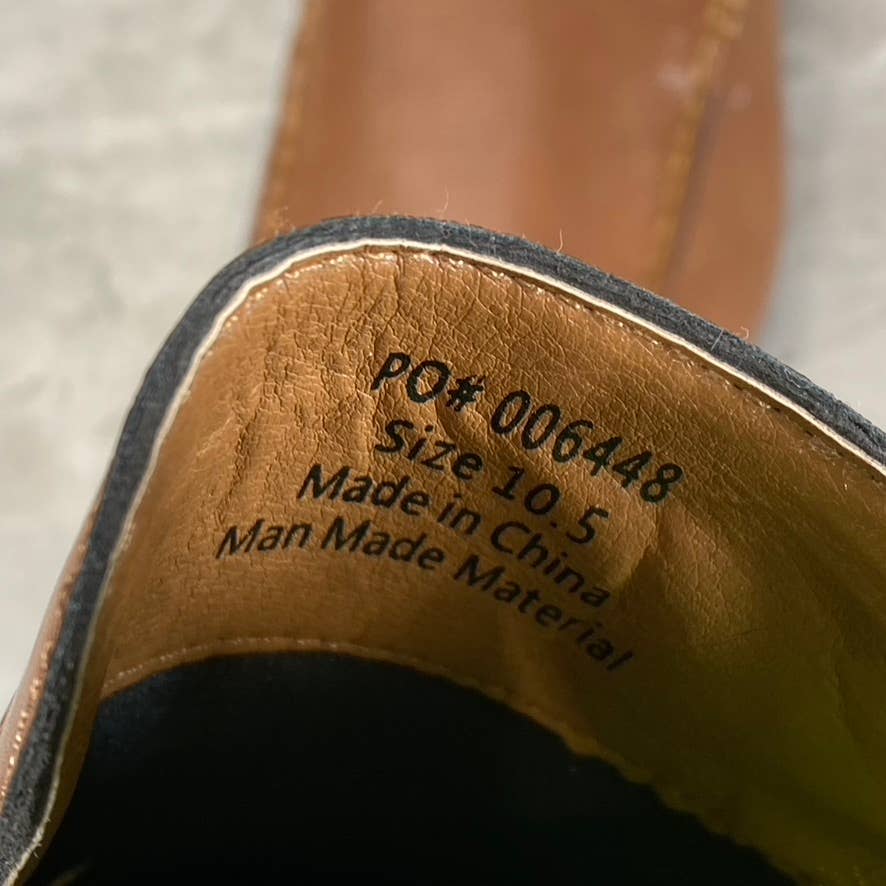 PO# 006448
Size 10.5
Made in China
Man Made Material